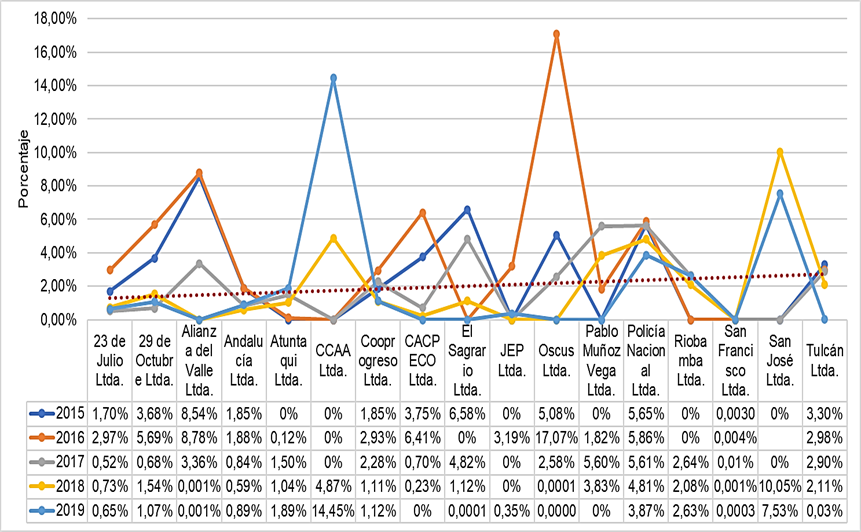 18,00%
16,00%
14,00%
12,00%
10,00%
8,00%
6,00%
4,00%
2,00%
0,00%
Porcentaje
23 de Julio Ltda.
29 de Octubre Ltda.
Alianza del Valle Ltda.
Andalucía Ltda.
Atuntaqui Ltda.
CCAA Ltda.
Cooprogreso Ltda.
CACPECO Ltda.
El Sagrario Ltda.
JEP Ltda.
Oscus Ltda.
Pablo Muñoz Vega Ltda.
Policía Nacional Ltda.
Riobamba Ltda.
San Francisco Ltda.
San José Ltda.
Tulcán Ltda.
2015 1,70% 3,68% 8,54% 1,85% 0% 0% 1,85% 3,75% 6,58% 0% 5,08% 0% 5,65% 0% 0,0030 3,30%
2016 2,97% 5,69% 8,78% 1,88% 0,12% 0% 2,93% 6,41% 0% 3,19% 17,07% 1,82% 5,86% 0% 0,004% 2,98%
2017 0,52% 0,68% 3,36% 0,84% 1,50% 0% 2,28% 0,70% 4,82% 0% 2,58% 5,60% 5,61% 2,64% 0,01% 0% 2,90%
2018 0,73% 1,54% 0,001% 0,59% 1,04% 4,87% 1,11% 0,23% 1,12% 0% 0,0001 3,83% 4,81% 2,08% 0,001% 10,05% 2,11%
2019 0,65% 1,07% 0,001% 0,89% 1,89% 14,45% 1,12% 0% 0,0001 0,35% 0,0000 0% 3,87% 2,63% 0,0003 7,53% 0,03%